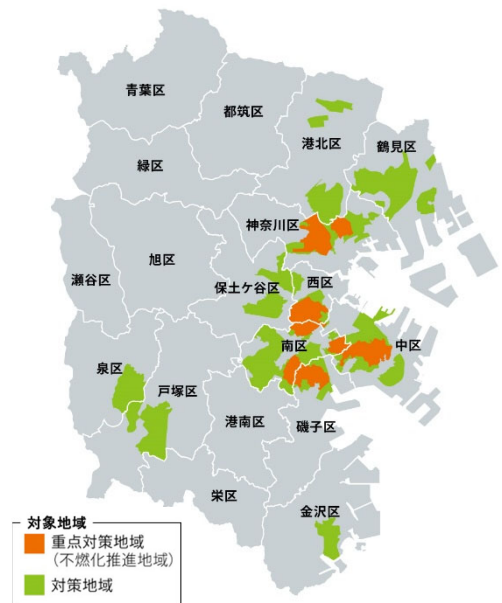 青葉区
都筑区
港北区
鶴見区
緑区
神奈川区
旭区
瀬谷区
保土ケ谷区
西区
南区
中区
泉区
戸塚区
港南区
磯子区
栄区
金沢区
対象地域
重点対策地域
(不燃化推進地域)
対策地域